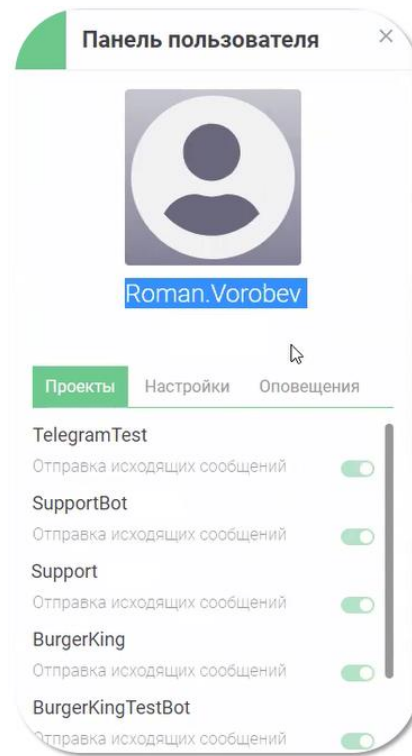 Панель пользователя
Roman.Vorobev
Проекты Настройки Оповещения
TelegramTest
Отправка исходящих сообщений
SupportBot
Отправка исходящих сообщений
Support
Отправка исходящих сообщений
BurgerKing
Отправка исходящих сообщений
BurgerKingTestBot
Отправка исходящих сообщений